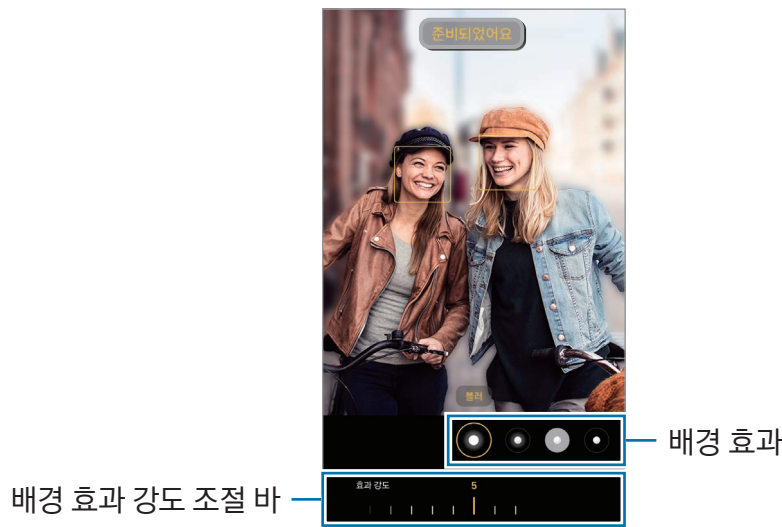 준비되었어요
블러
배경 효과
효과 강도
5
배경 효과 강도 조절 바